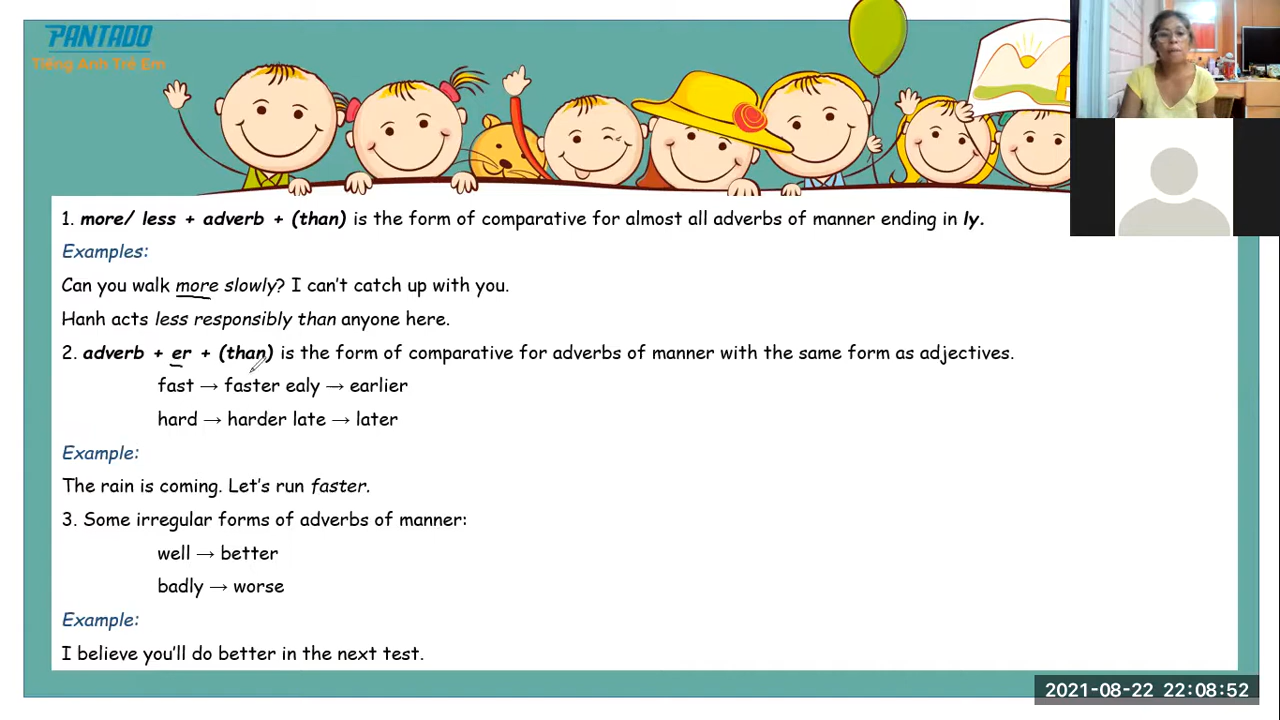 PANTADO
Tiếng Anh Trẻ Em
1. more/ less + adverb + (than) is the form of comparative for almost all adverbs of manner ending in ly.
Examples:
Can you walk more slowly? I can't catch up with you.
Hanh acts less responsibly than anyone here.
2. adverb + er + (than) is the form of comparative for adverbs of manner with the same form as adjectives.
fast → faster ealy → earlier
hard → harder late → later
Example:
The rain is coming. Let's run faster.
3. Some irregular forms of adverbs of manner:
well → better
badly → worse
Example:
I believe you'll do better in the next test.
2021-08-22 22:08:52